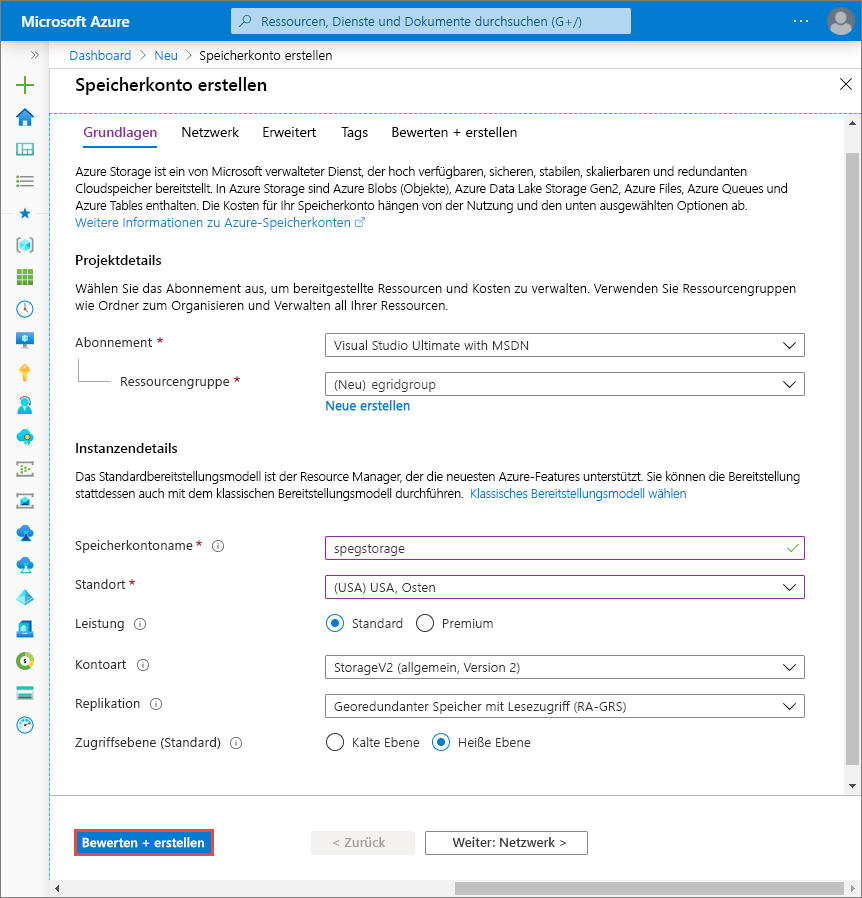 Microsoft Azure
Ressourcen, Dienste und Dokumente durchsuchen (G+/)
Dashboard > Neu > Speicherkonto erstellen
Speicherkonto erstellen
Grundlagen Netzwerk Erweitert Tags Bewerten + erstellen
Azure Storage ist ein von Microsoft verwalteter Dienst, der hoch verfügbaren, sicheren, stabilen, skalierbaren und redundanten
Cloudspeicher bereitstellt. In Azure Storage sind Azure Blobs (Objekte), Azure Data Lake Storage Gen2, Azure Files, Azure Queues und
Azure Tables enthalten. Die Kosten für Ihr Speicherkonto hängen von der Nutzung und den unten ausgewählten Optionen ab.
Weitere Informationen zu Azure-Speicherkonten
Projektdetails
Wählen Sie das Abonnement aus, um bereitgestellte Ressourcen und Kosten zu verwalten. Verwenden Sie Ressourcengruppen
wie Ordner zum Organisieren und Verwalten all Ihrer Ressourcen.
Abonnement * Visual Studio Ultimate with MSDN
Ressourcengruppe * (Neu) egridgroup
Neue erstellen
Instanzendetails
Das Standardbereitstellungsmodell ist der Resource Manager, der die neuesten Azure-Features unterstützt. Sie können die Bereitstellung
stattdessen auch mit dem klassischen Bereitstellungsmodell durchführen. Klassisches Bereitstellungsmodell wählen
Speicherkontoname * spegstorage
Standort * (USA) USA, Osten
Leistung Standard Premium
Kontoart StorageV2 (allgemein, Version 2)
Replikation Georedundanter Speicher mit Lesezugriff (RA-GRS)
Zugriffsebene (Standard) Kalte Ebene Heiße Ebene
Bewerten + erstellen < Zurück Weiter: Netzwerk >